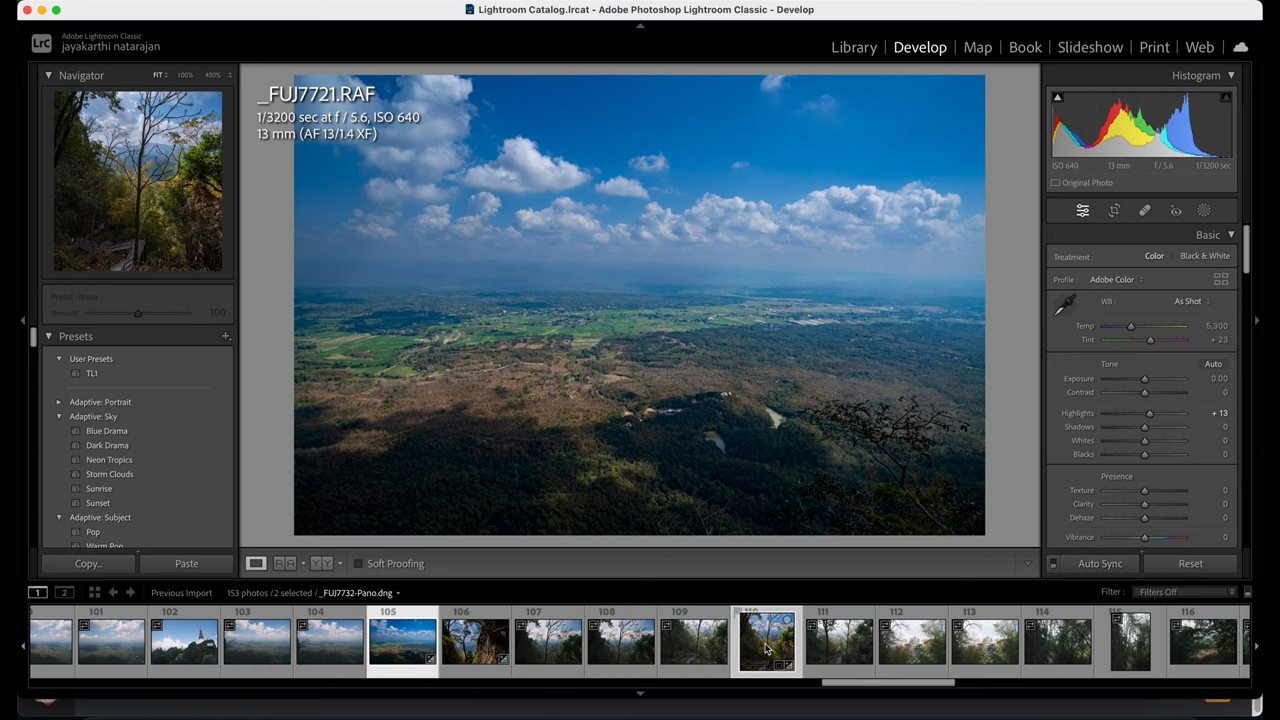 Lightroom Catalog.lrcat - Adobe Photoshop Lightroom Classic - Develop
LrC
Adobe Lightroom Classic
jayakarthi natarajan
Library | Develop | Map | Book | Slideshow | Print | Web
Navigator FIT 100% 400%
Histogram
_FUJ7721.RAF
1/3200 sec at f / 5.6, ISO 640
13 mm (AF 13/1.4 XF)
ISO 640 13 mm f / 5.6 1/3200 sec
Original Photo
Basic
Treatment : Color | Black & White
Profile : Adobe Color
WB : As Shot
Temp 5,300
Tint + 23
Tone Auto
Exposure 0.00
Contrast 0
Highlights + 13
Shadows 0
Whites 0
Blacks 0
Presence
Texture 0
Clarity 0
Dehaze 0
Vibrance 0
Preset : None
Amount 100
Presets
User Presets
TL1
Adaptive: Portrait
Adaptive: Sky
Blue Drama
Dark Drama
Neon Tropics
Storm Clouds
Sunrise
Sunset
Adaptive: Subject
Pop
Warm Pop
Copy... Paste
R A Y Y Soft Proofing
Auto Sync Reset
1 2 Previous Import 153 photos / 2 selected / _FUJ7732-Pano.dng
Filter : Filters Off
101 102 103 104 105 106 107 108 109 110 111 112 113 114 115 116